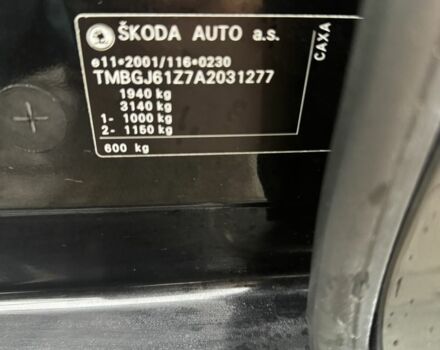 ŠKODA AUTO a.s.
e11*2001/116*0230
TMBGJ61Z7A2031277
1940 kg
3140 kg
1- 1000 kg
2- 1150 kg
600 kg
CAXA